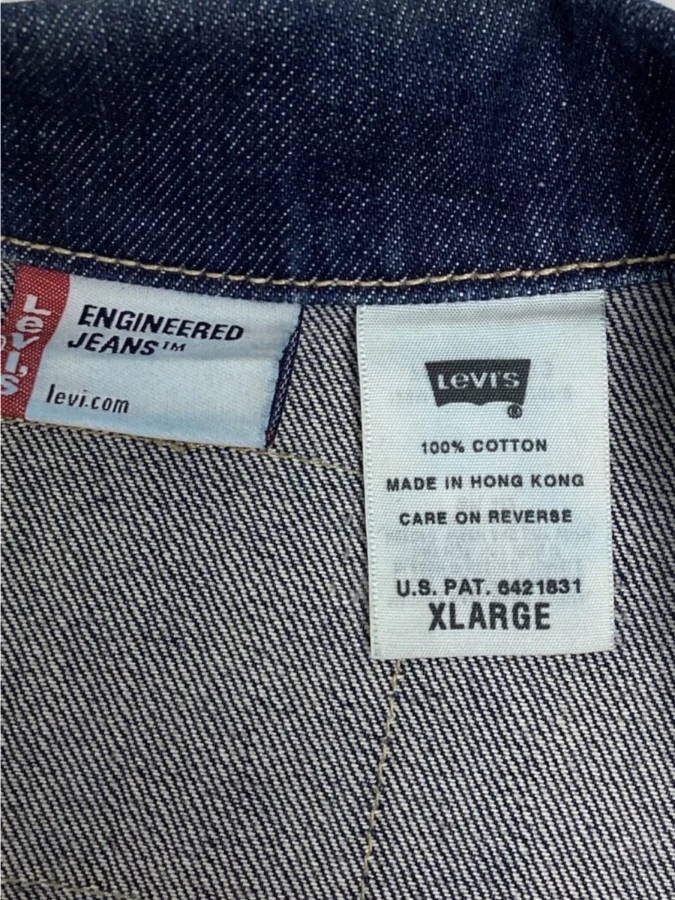 Levi's
ENGINEERED
JEANS™
levi.com
LEVI'S
®
100% COTTON
MADE IN HONG KONG
CARE ON REVERSE
U.S. PAT. 6421831
XLARGE